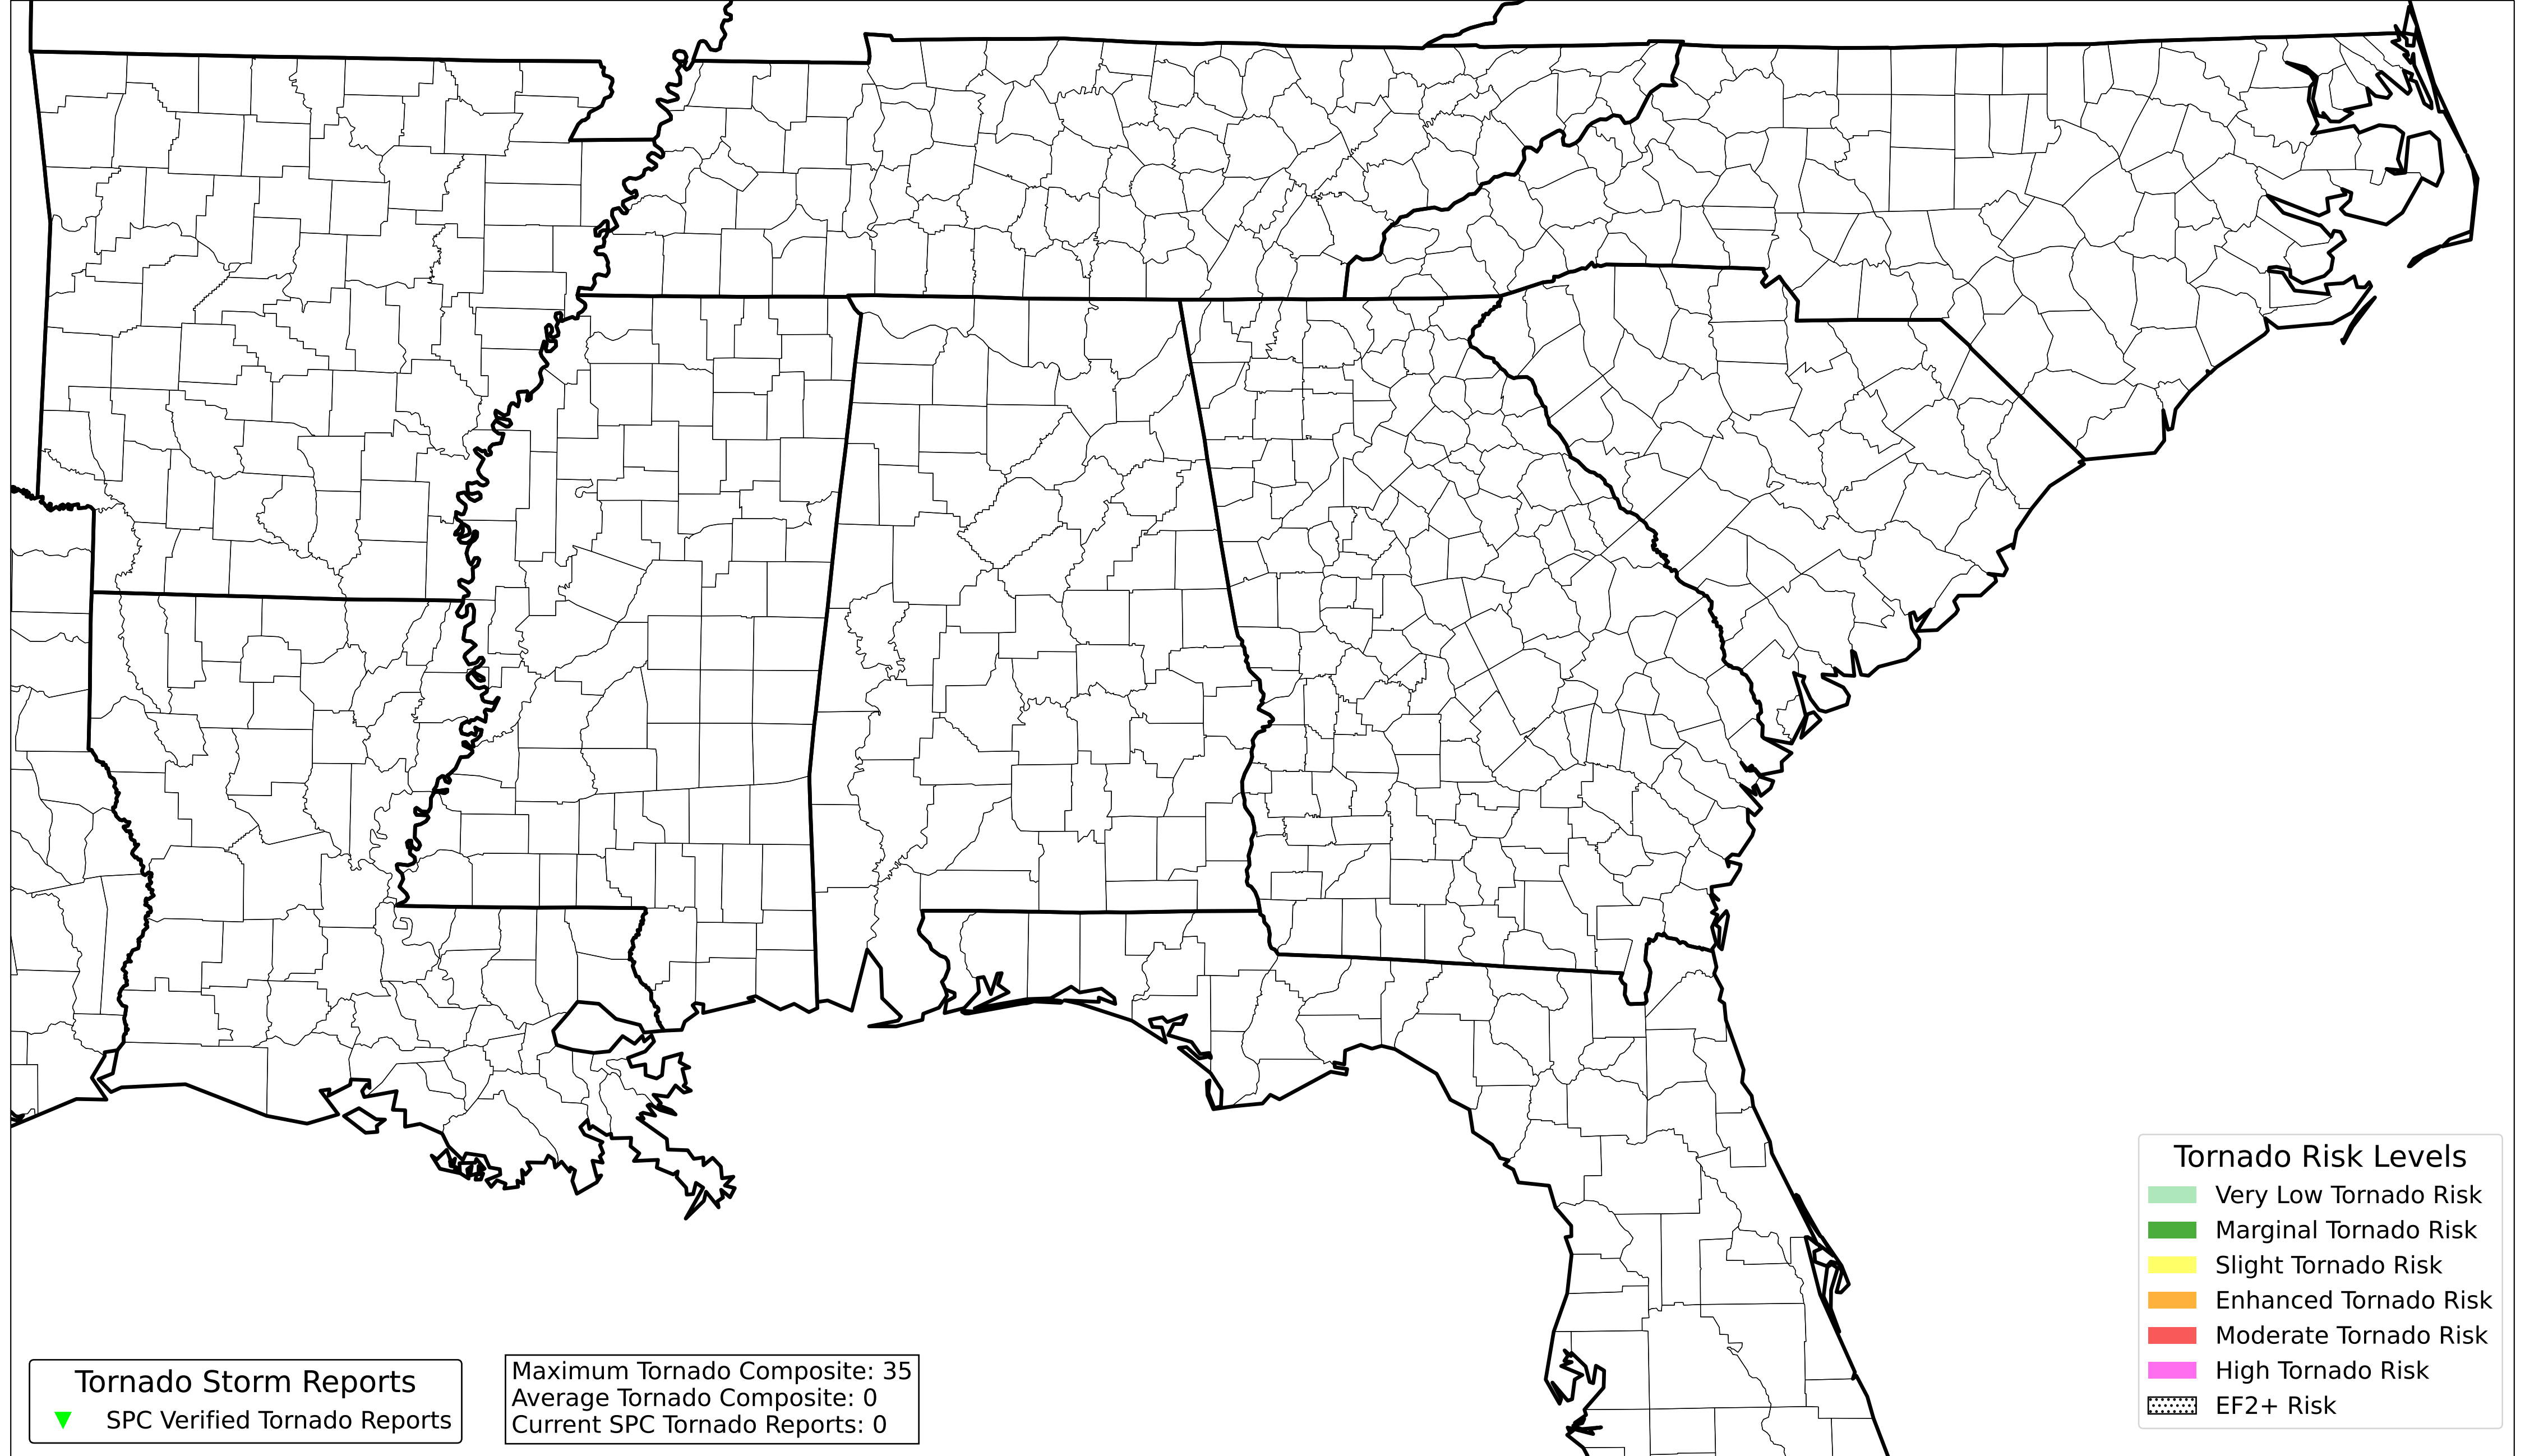 Tornado Storm Reports
SPC Verified Tornado Reports
Maximum Tornado Composite: 35
Average Tornado Composite: 0
Current SPC Tornado Reports: 0
Tornado Risk Levels
Very Low Tornado Risk
Marginal Tornado Risk
Slight Tornado Risk
Enhanced Tornado Risk
Moderate Tornado Risk
High Tornado Risk
EF2+ Risk